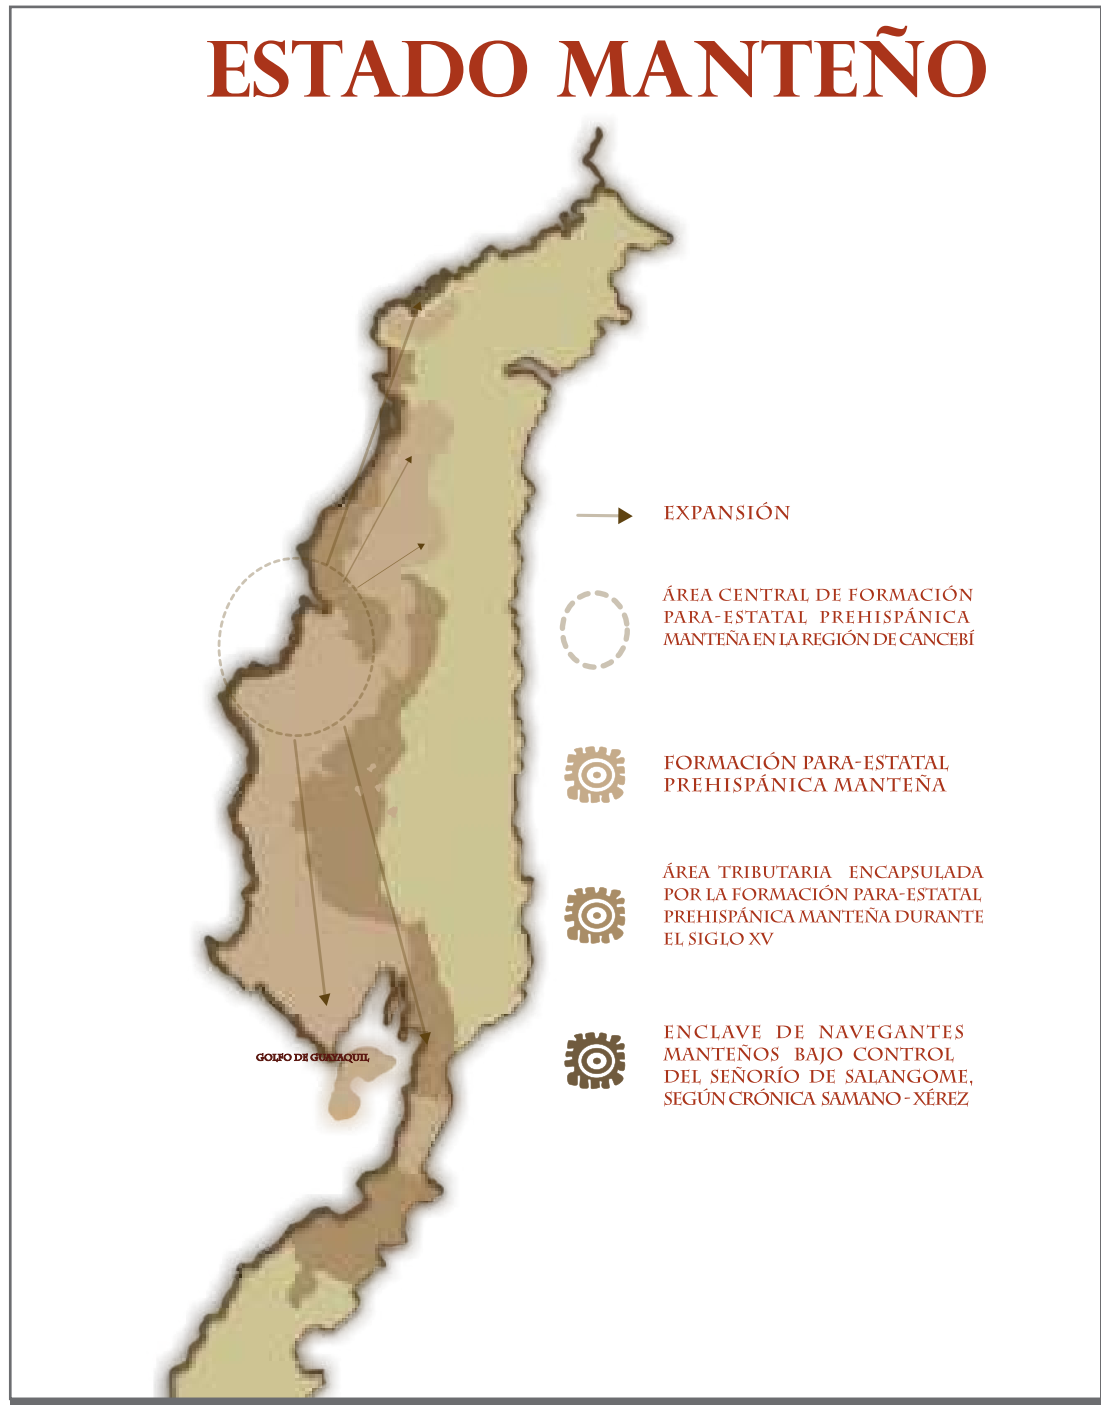 ESTADO MANTEÑO
EXPANSIÓN
ÁREA CENTRAL DE FORMACIÓN
PARA-ESTATAL PREHISPÁNICA
MANTEÑA EN LA REGIÓN DE CANCEBÍ
FORMACIÓN PARA-ESTATAL
PREHISPÁNICA MANTEÑA
ÁREA TRIBUTARIA ENCAPSULADA
POR LA FORMACIÓN PARA-ESTATAL
PREHISPÁNICA MANTEÑA DURANTE
EL SIGLO XV
GOLFO DE GUAYAQUIL
ENCLAVE DE NAVEGANTES
MANTEÑOS BAJO CONTROL
DEL SEÑORÍO DE SALANGOME,
SEGÚN CRÓNICA SAMANO - XÉREZ